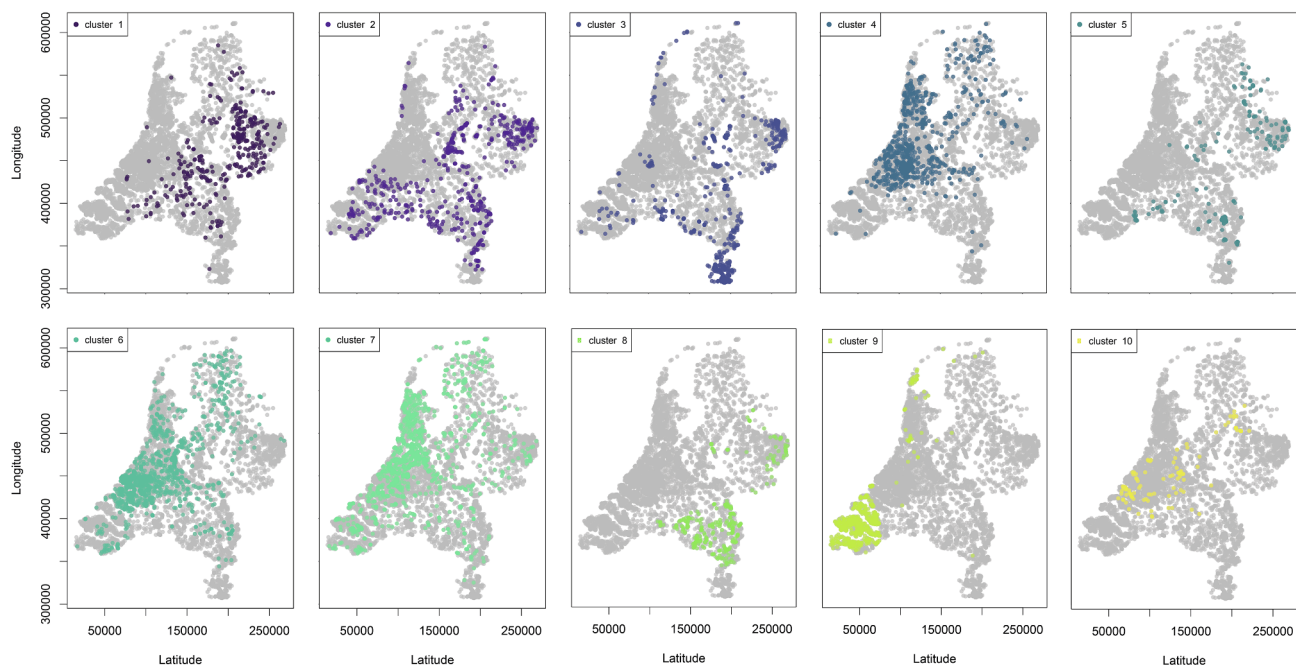 cluster 1
cluster 2
cluster 3
cluster 4
cluster 5
Longitude
600000
500000
400000
300000
cluster 6
cluster 7
cluster 8
cluster 9
cluster 10
Longitude
600000
500000
400000
300000
50000 150000 250000
50000 150000 250000
50000 150000 250000
50000 150000 250000
50000 150000 250000
Latitude
Latitude
Latitude
Latitude
Latitude